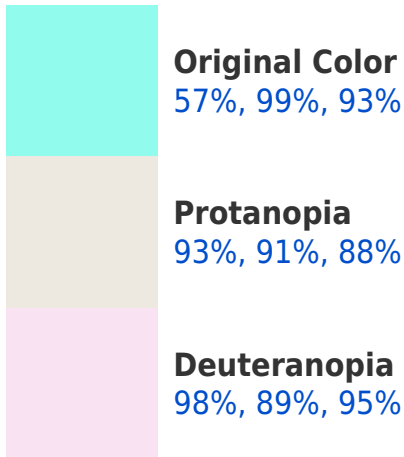 Original Color
57%, 99%, 93%
Protanopia
93%, 91%, 88%
Deuteranopia
98%, 89%, 95%